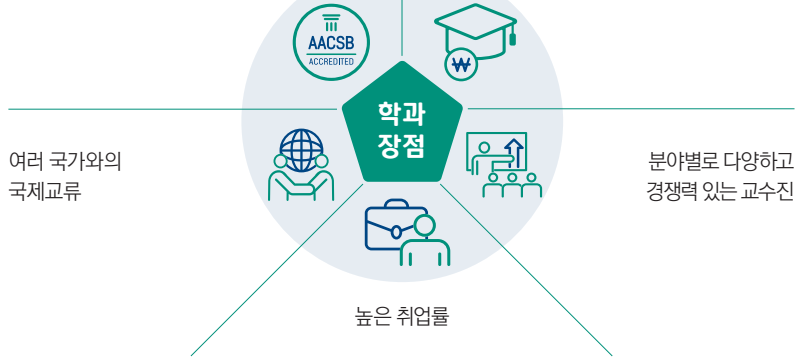 AACSB
ACCREDITED
₩
학과
장점
여러 국가와의
국제교류
분야별로 다양하고
경쟁력 있는 교수진
높은 취업률